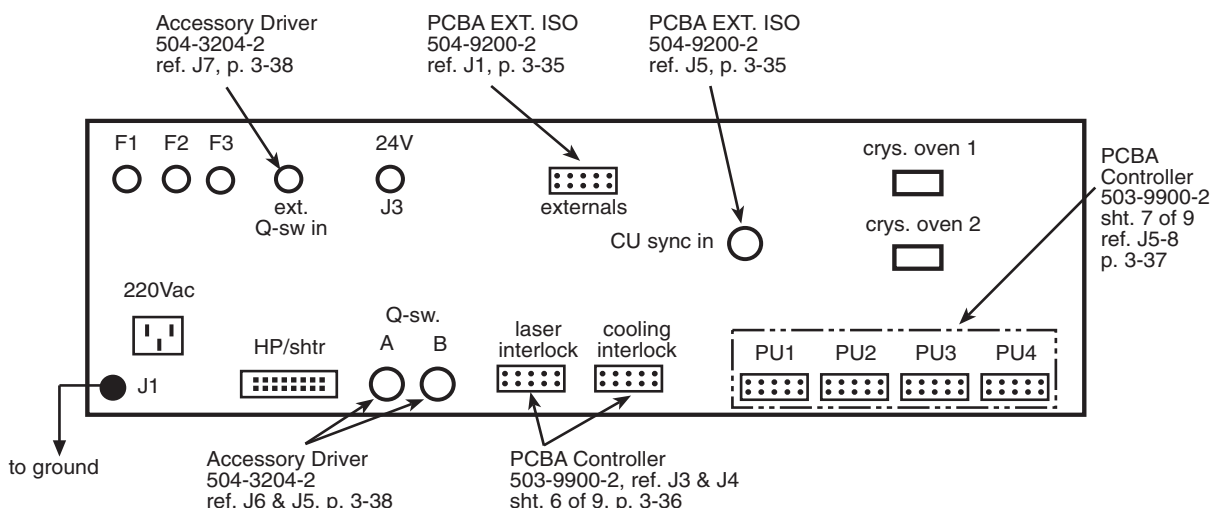 Accessory Driver
504-3204-2
ref. J7, p. 3-38
PCBA EXT. ISO
504-9200-2
ref. J1, p. 3-35
PCBA EXT. ISO
504-9200-2
ref. J5, p. 3-35
F1
F2
F3
ext.
Q-sw in
24V
J3
externals
CU sync in
crys. oven 1
crys. oven 2
PCBA
Controller
503-9900-2
sht. 7 of 9
ref. J5-8
p. 3-37
220Vac
J1
HP/shtr
Q-sw.
A
B
laser
interlock
cooling
interlock
PU1
PU2
PU3
PU4
to ground
Accessory Driver
504-3204-2
ref. J6 & J5, p. 3-38
PCBA Controller
503-9900-2, ref. J3 & J4
sht. 6 of 9, p. 3-36